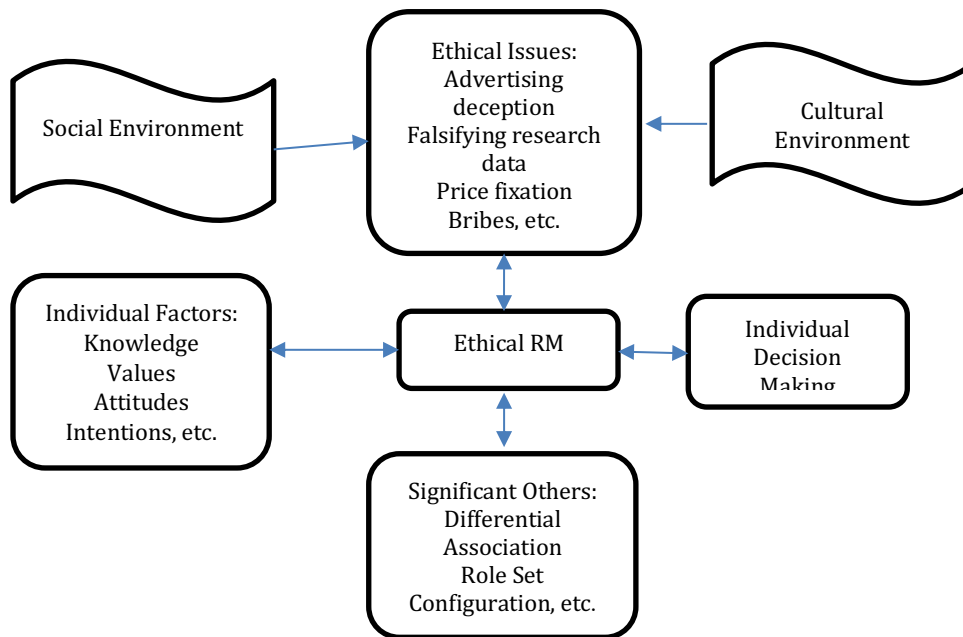 Social Environment
Ethical Issues:
Advertising
deception
Falsifying research
data
Price fixation
Bribes, etc.
Cultural
Environment
Individual Factors:
Knowledge
Values
Attitudes
Intentions, etc.
Ethical RM
Individual
Decision
Making
Significant Others:
Differential
Association
Role Set
Configuration, etc.